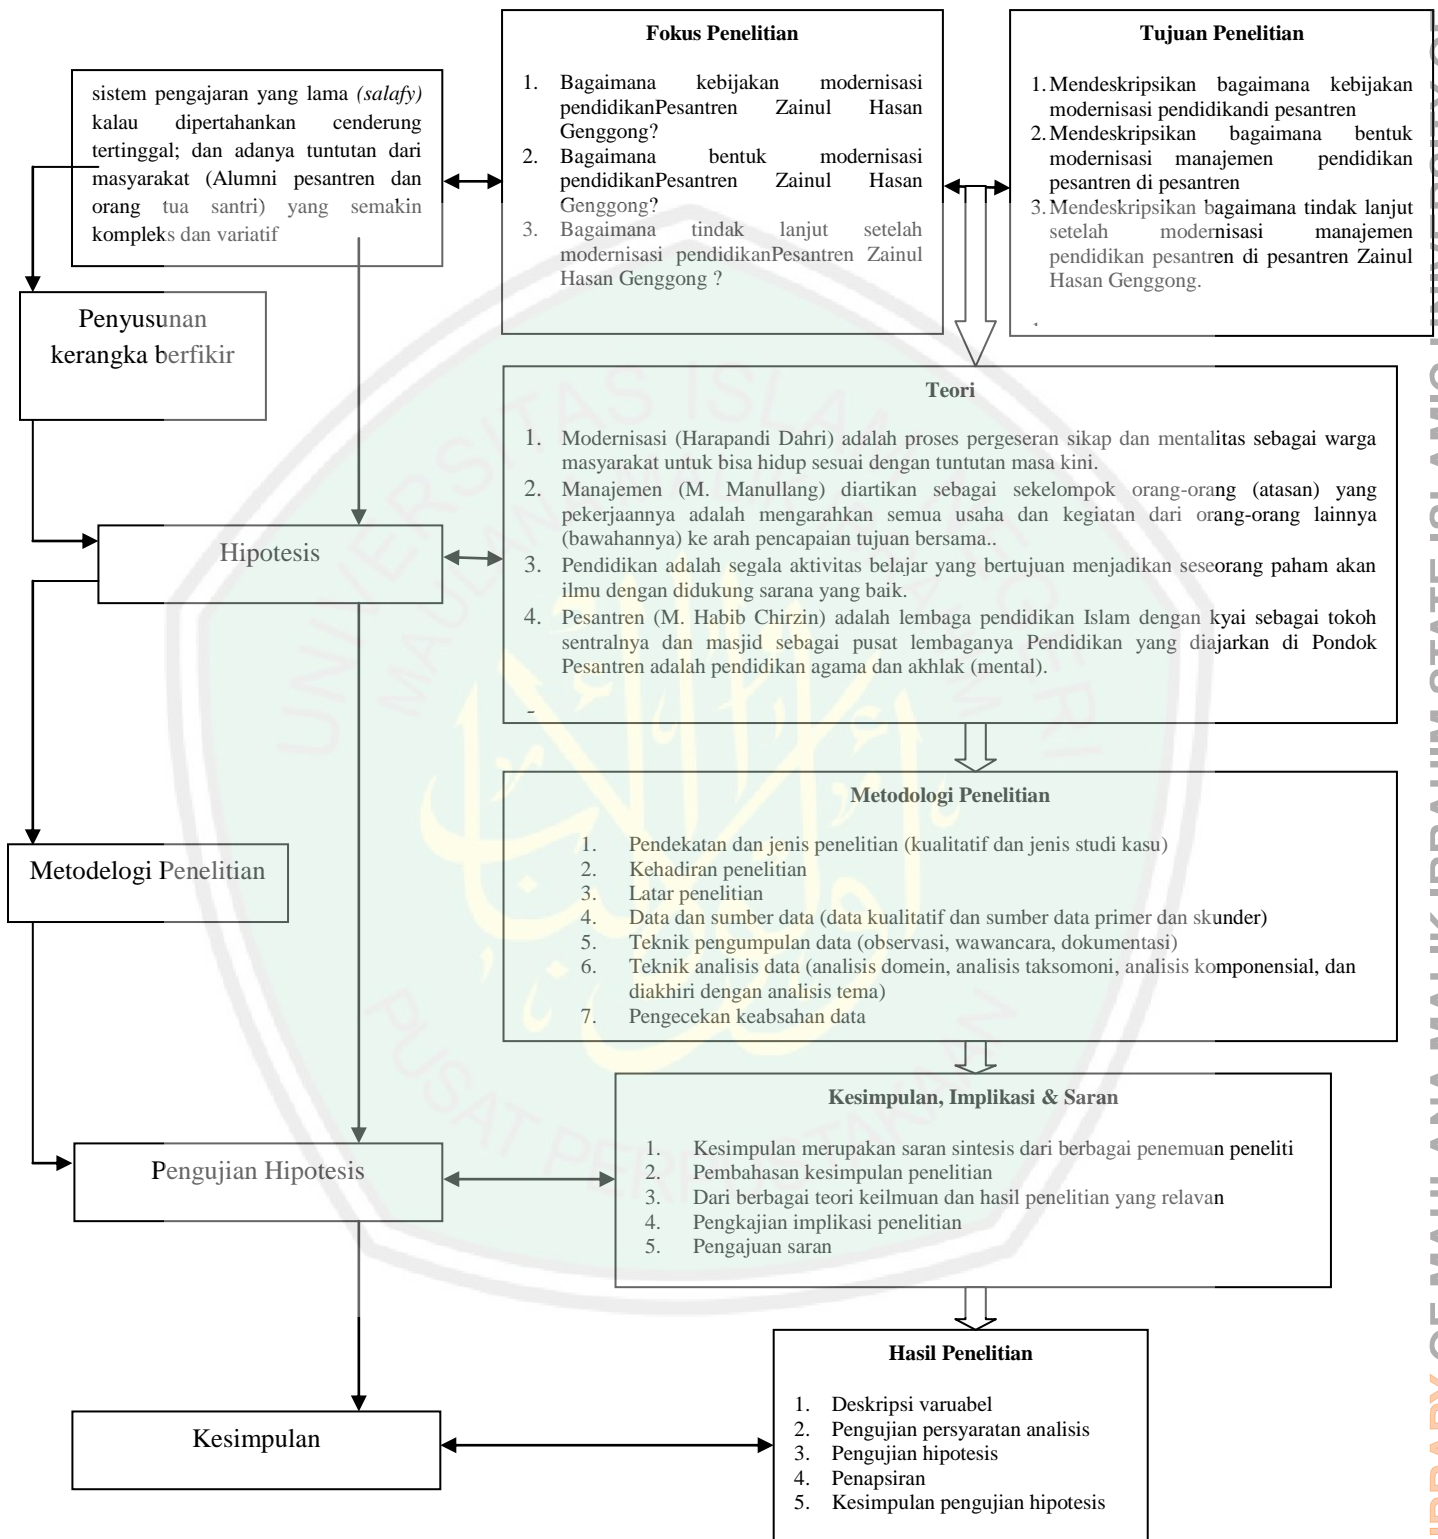 Fokus Penelitian
1. Bagaimana kebijakan modernisasi
pendidikanPesantren Zainul Hasan
Genggong?
2. Bagaimana bentuk modernisasi
pendidikanPesantren Zainul Hasan
Genggong?
3. Bagaimana tindak lanjut setelah
modernisasi pendidikanPesantren Zainul
Hasan Genggong ?
Tujuan Penelitian
1. Mendeskripsikan bagaimana kebijakan
modernisasi pendidikandi pesantren
2. Mendeskripsikan bagaimana bentuk
modernisasi manajemen pendidikan
pesantren di pesantren
3. Mendeskripsikan bagaimana tindak lanjut
setelah modernisasi manajemen
pendidikan pesantren di pesantren Zainul
Hasan Genggong.
sistem pengajaran yang lama (salafy)
kalau dipertahankan cenderung
tertinggal; dan adanya tuntutan dari
masyarakat (Alumni pesantren dan
orang tua santri) yang semakin
kompleks dan variatif
Penyusunan
kerangka berfikir
Teori
1. Modernisasi (Harapandi Dahri) adalah proses pergeseran sikap dan mentalitas sebagai warga
masyarakat untuk bisa hidup sesuai dengan tuntutan masa kini.
2. Manajemen (M. Manullang) diartikan sebagai sekelompok orang-orang (atasan) yang
pekerjaannya adalah mengarahkan semua usaha dan kegiatan dari orang-orang lainnya
(bawahannya) ke arah pencapaian tujuan bersama..
3. Pendidikan adalah segala aktivitas belajar yang bertujuan menjadikan seseorang paham akan
ilmu dengan didukung sarana yang baik.
4. Pesantren (M. Habib Chirzin) adalah lembaga pendidikan Islam dengan kyai sebagai tokoh
sentralnya dan masjid sebagai pusat lembaganya Pendidikan yang diajarkan di Pondok
Pesantren adalah pendidikan agama dan akhlak (mental).
-
Hipotesis
Metodologi Penelitian
1. Pendekatan dan jenis penelitian (kualitatif dan jenis studi kasu)
2. Kehadiran penelitian
3. Latar penelitian
4. Data dan sumber data (data kualitatif dan sumber data primer dan skunder)
5. Teknik pengumpulan data (observasi, wawancara, dokumentasi)
6. Teknik analisis data (analisis domein, analisis taksomoni, analisis komponensial, dan
diakhiri dengan analisis tema)
7. Pengecekan keabsahan data
Metodelogi Penelitian
Kesimpulan, Implikasi & Saran
1. Kesimpulan merupakan saran sintesis dari berbagai penemuan peneliti
2. Pembahasan kesimpulan penelitian
3. Dari berbagai teori keilmuan dan hasil penelitian yang relavan
4. Pengkajian implikasi penelitian
5. Pengajuan saran
Pengujian Hipotesis
Hasil Penelitian
1. Deskripsi varuabel
2. Pengujian persyaratan analisis
3. Pengujian hipotesis
4. Penapsiran
5. Kesimpulan pengujian hipotesis
Kesimpulan
UNIVERSITAS ISLAM NEGERI
MAULANA MALIK IBRAHIM
PUSAT PERPUSTAKAAN
OF MAULANA MALIK IBRAHIM STATE ISLAMIC